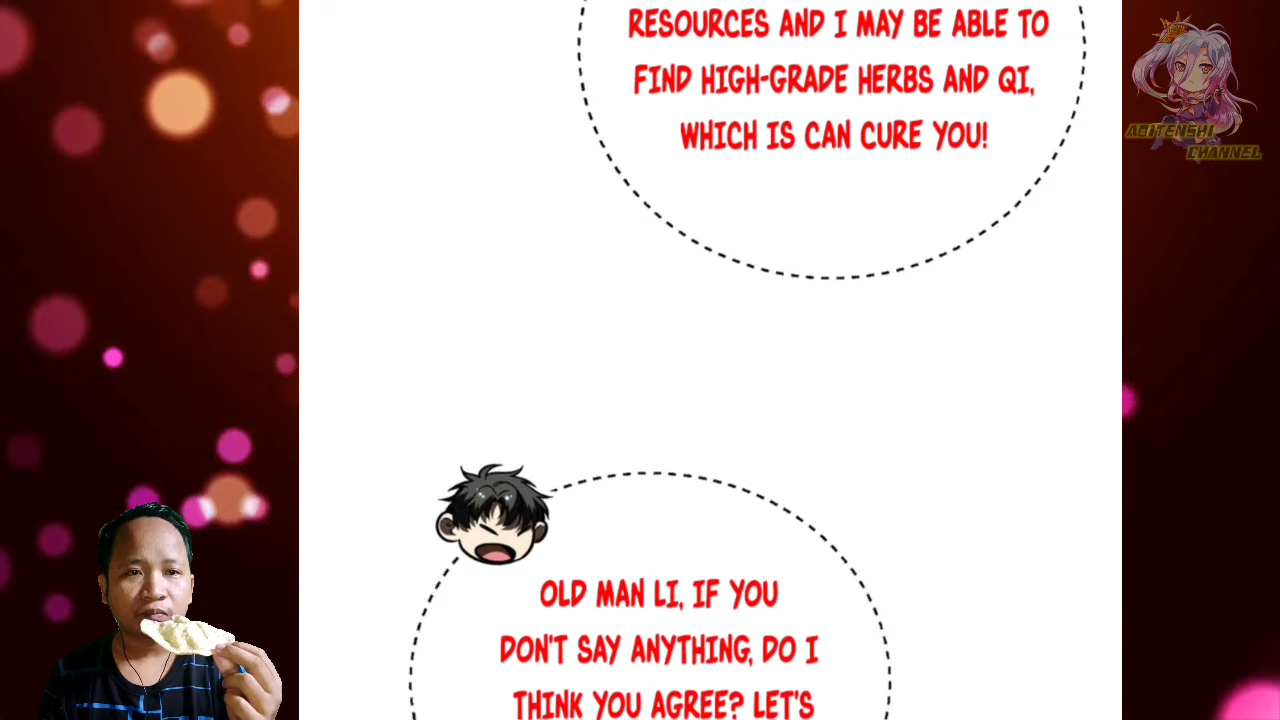 RESOURCES AND I MAY BE ABLE TO
FIND HIGH-GRADE HERBS AND QI,
WHICH IS CAN CURE YOU!
AOITENSHI
CHANNEL
OLD MAN LI, IF YOU
DON'T SAY ANYTHING, DO I
THINK YOU AGREE? LET'S